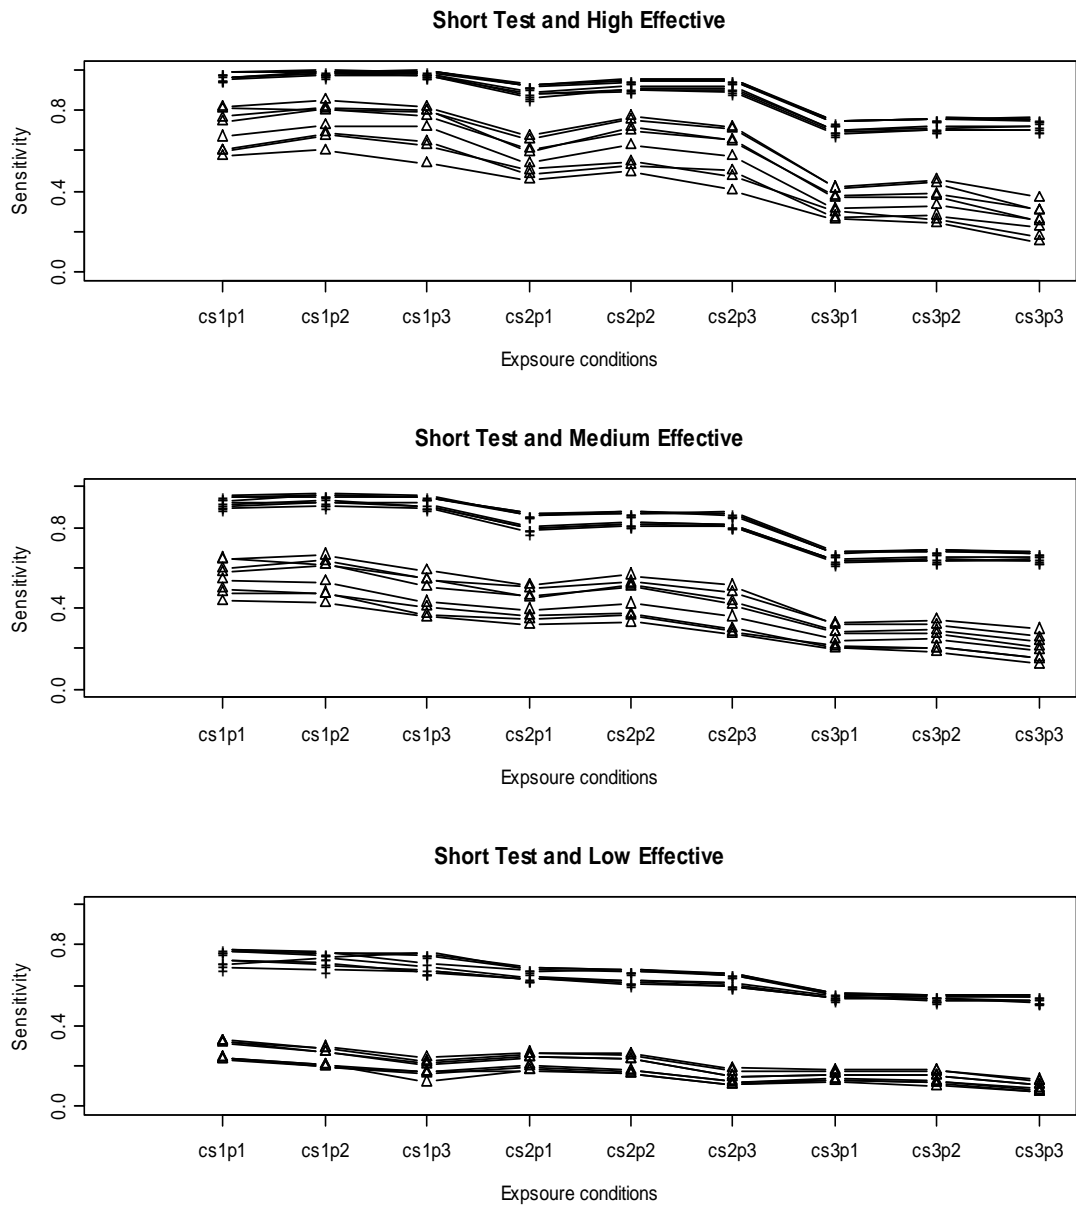 Short Test and High Effective
Sensitivity
0.8
0.4
0.0
cs1p1 cs1p2 cs1p3 cs2p1 cs2p2 cs2p3 cs3p1 cs3p2 cs3p3
Expsoure conditions
Short Test and Medium Effective
Sensitivity
0.8
0.4
0.0
cs1p1 cs1p2 cs1p3 cs2p1 cs2p2 cs2p3 cs3p1 cs3p2 cs3p3
Expsoure conditions
Short Test and Low Effective
Sensitivity
0.8
0.4
0.0
cs1p1 cs1p2 cs1p3 cs2p1 cs2p2 cs2p3 cs3p1 cs3p2 cs3p3
Expsoure conditions